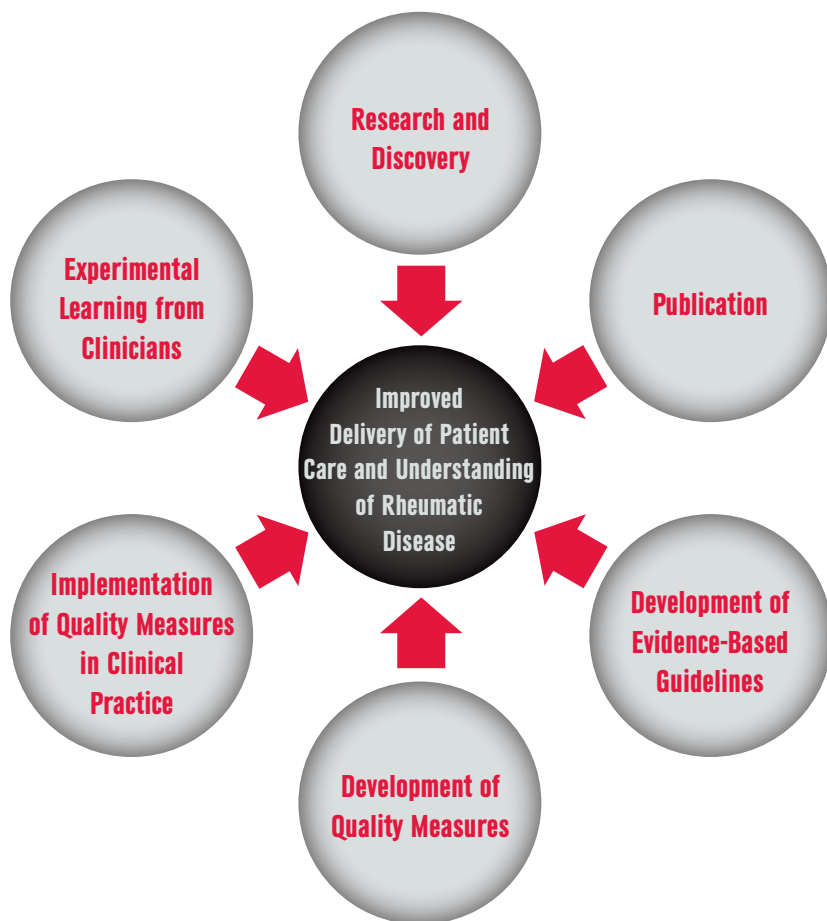 Research and
Discovery
Experimental
Learning from
Clinicians
Publication
Improved
Delivery of Patient
Care and Understanding
of Rheumatic
Disease
Implementation
of Quality Measures
in Clinical
Practice
Development of
Evidence-Based
Guidelines
Development of
Quality Measures